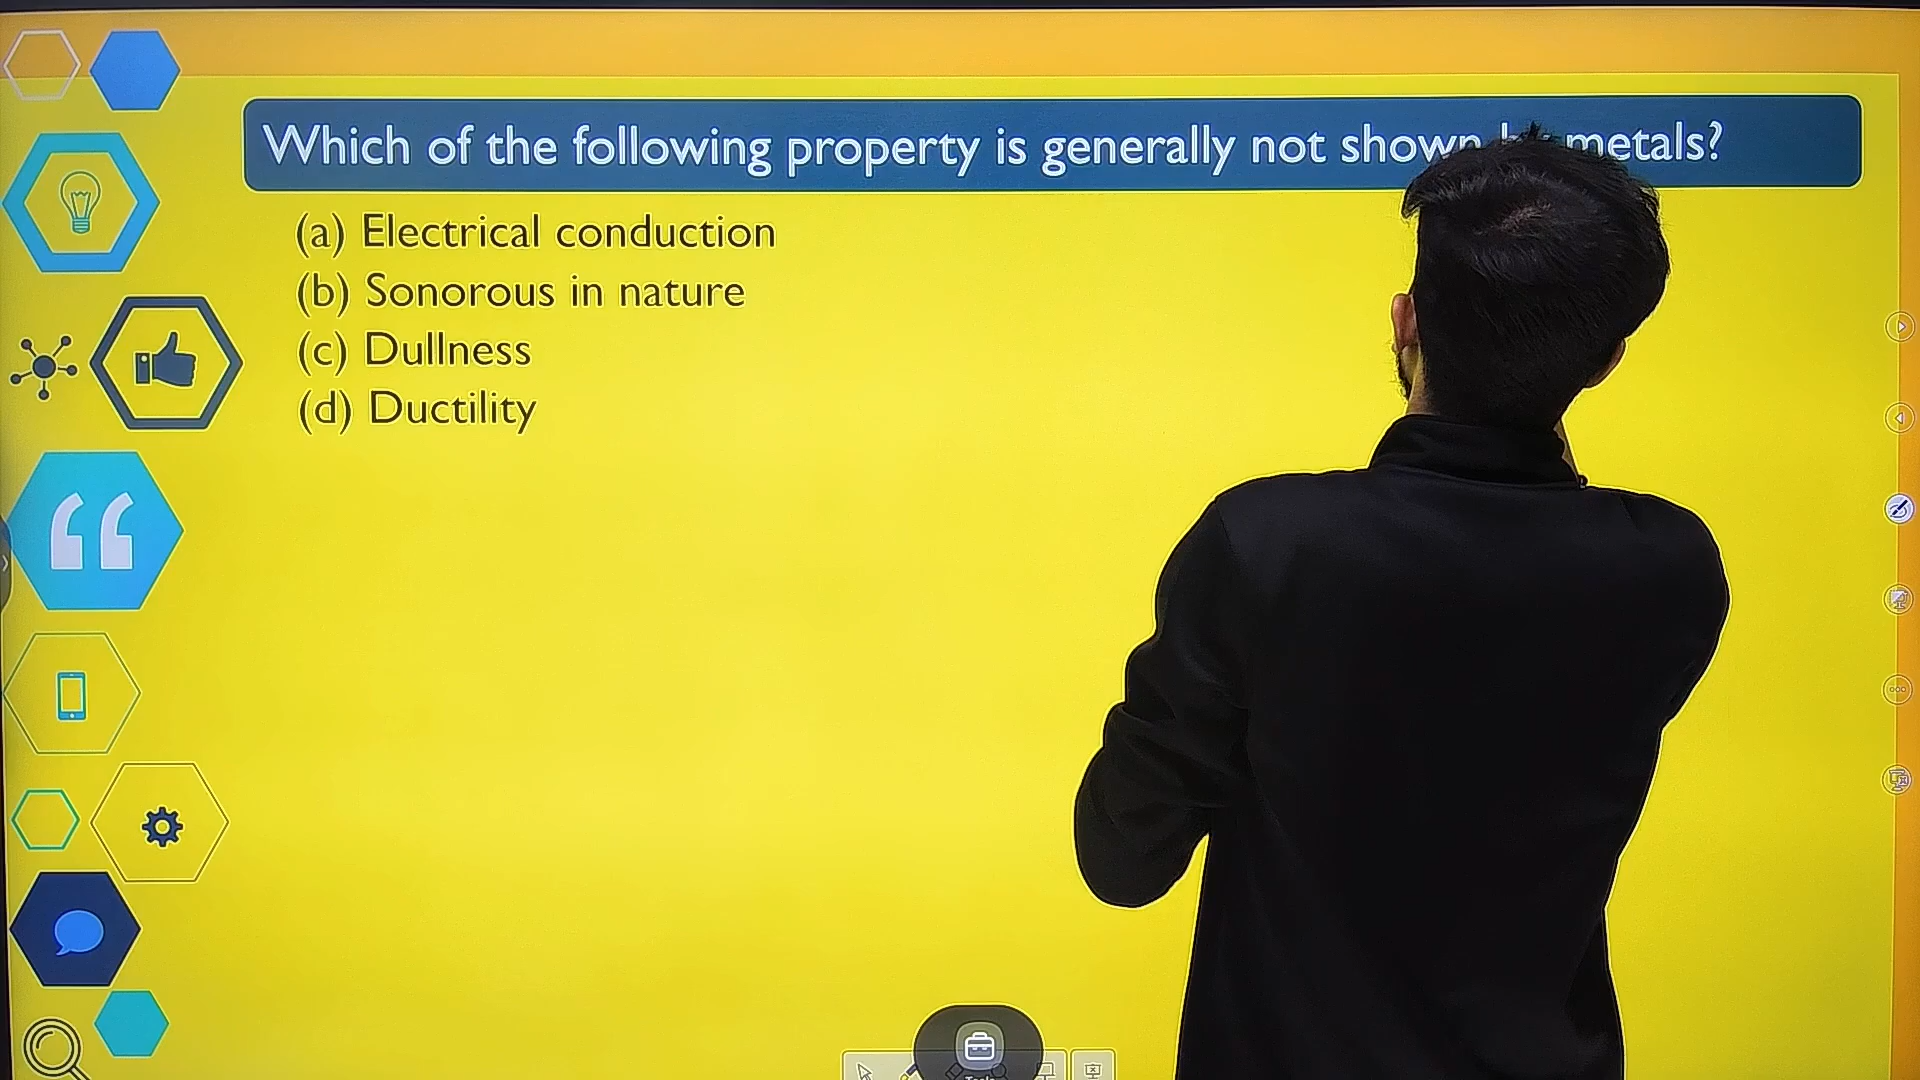 Which of the following property is generally not shown metals?
(a) Electrical conduction
(b) Sonorous in nature
(c) Dullness
(d) Ductility